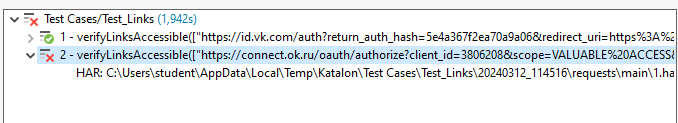 Test Cases/Test_Links (1,942s)
1 - verifyLinksAccessible(["https://id.vk.com/auth?return_auth_hash=5e4a367f2ea70a9a06&redirect_uri=https%3A%2
2 - verifyLinksAccessible(["https://connect.ok.ru/oauth/authorize?client_id=3806208&scope=VALUABLE%20ACCESS&
HAR: C:\Users\student\AppData\Local\Temp\Katalon\Test Cases\Test_Links\20240312_114516\requests\main\1.ha